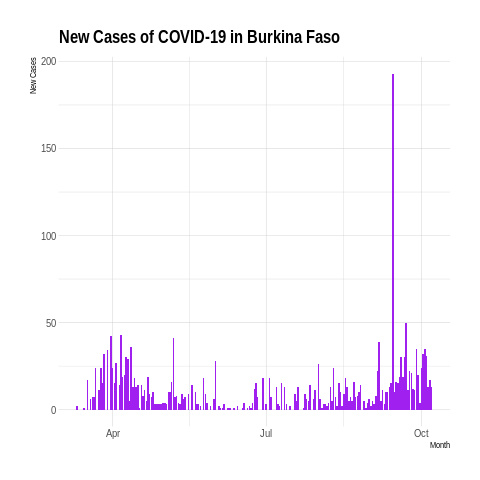 New Cases of COVID-19 in Burkina Faso
New Cases
200
150
100
50
0
Apr
Jul
Oct
Month